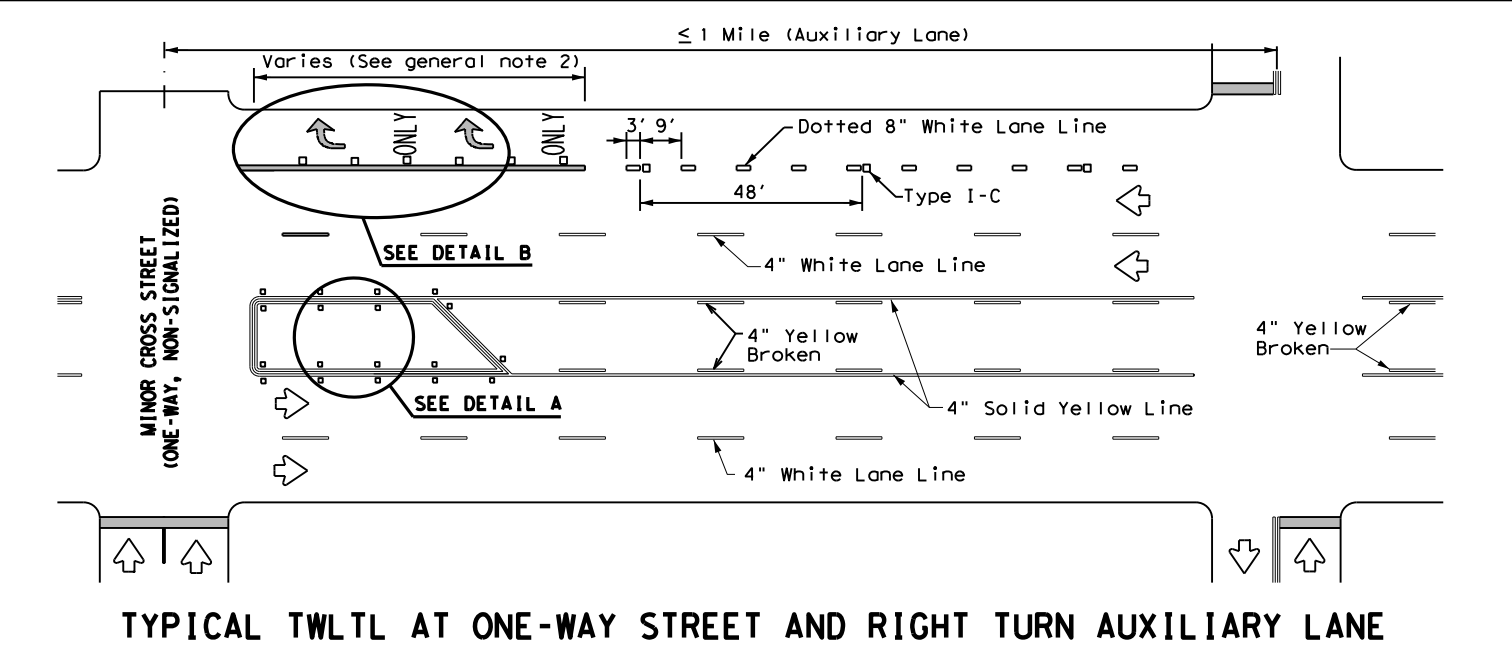 ≤ 1 Mile (Auxiliary Lane)
Varies (See general note 2)
ONLY
ONLY
3' 9'
Dotted 8" White Lane Line
48'
Type I-C
SEE DETAIL B
4" White Lane Line
MINOR CROSS STREET
(ONE-WAY, NON-SIGNALIZED)
4" Yellow
Broken
4" Yellow
Broken
SEE DETAIL A
4" Solid Yellow Line
4" White Lane Line
TYPICAL TWLTL AT ONE-WAY STREET AND RIGHT TURN AUXILIARY LANE